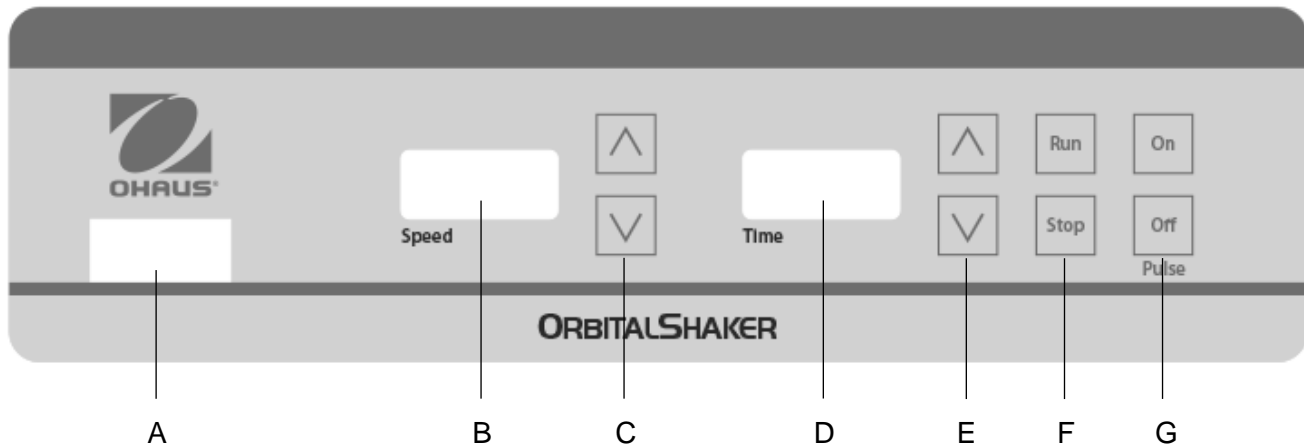 OHAUS®
Speed
Time
Run
On
Stop
Off
Pulse
ORBITALSHAKER
A B C D E F G